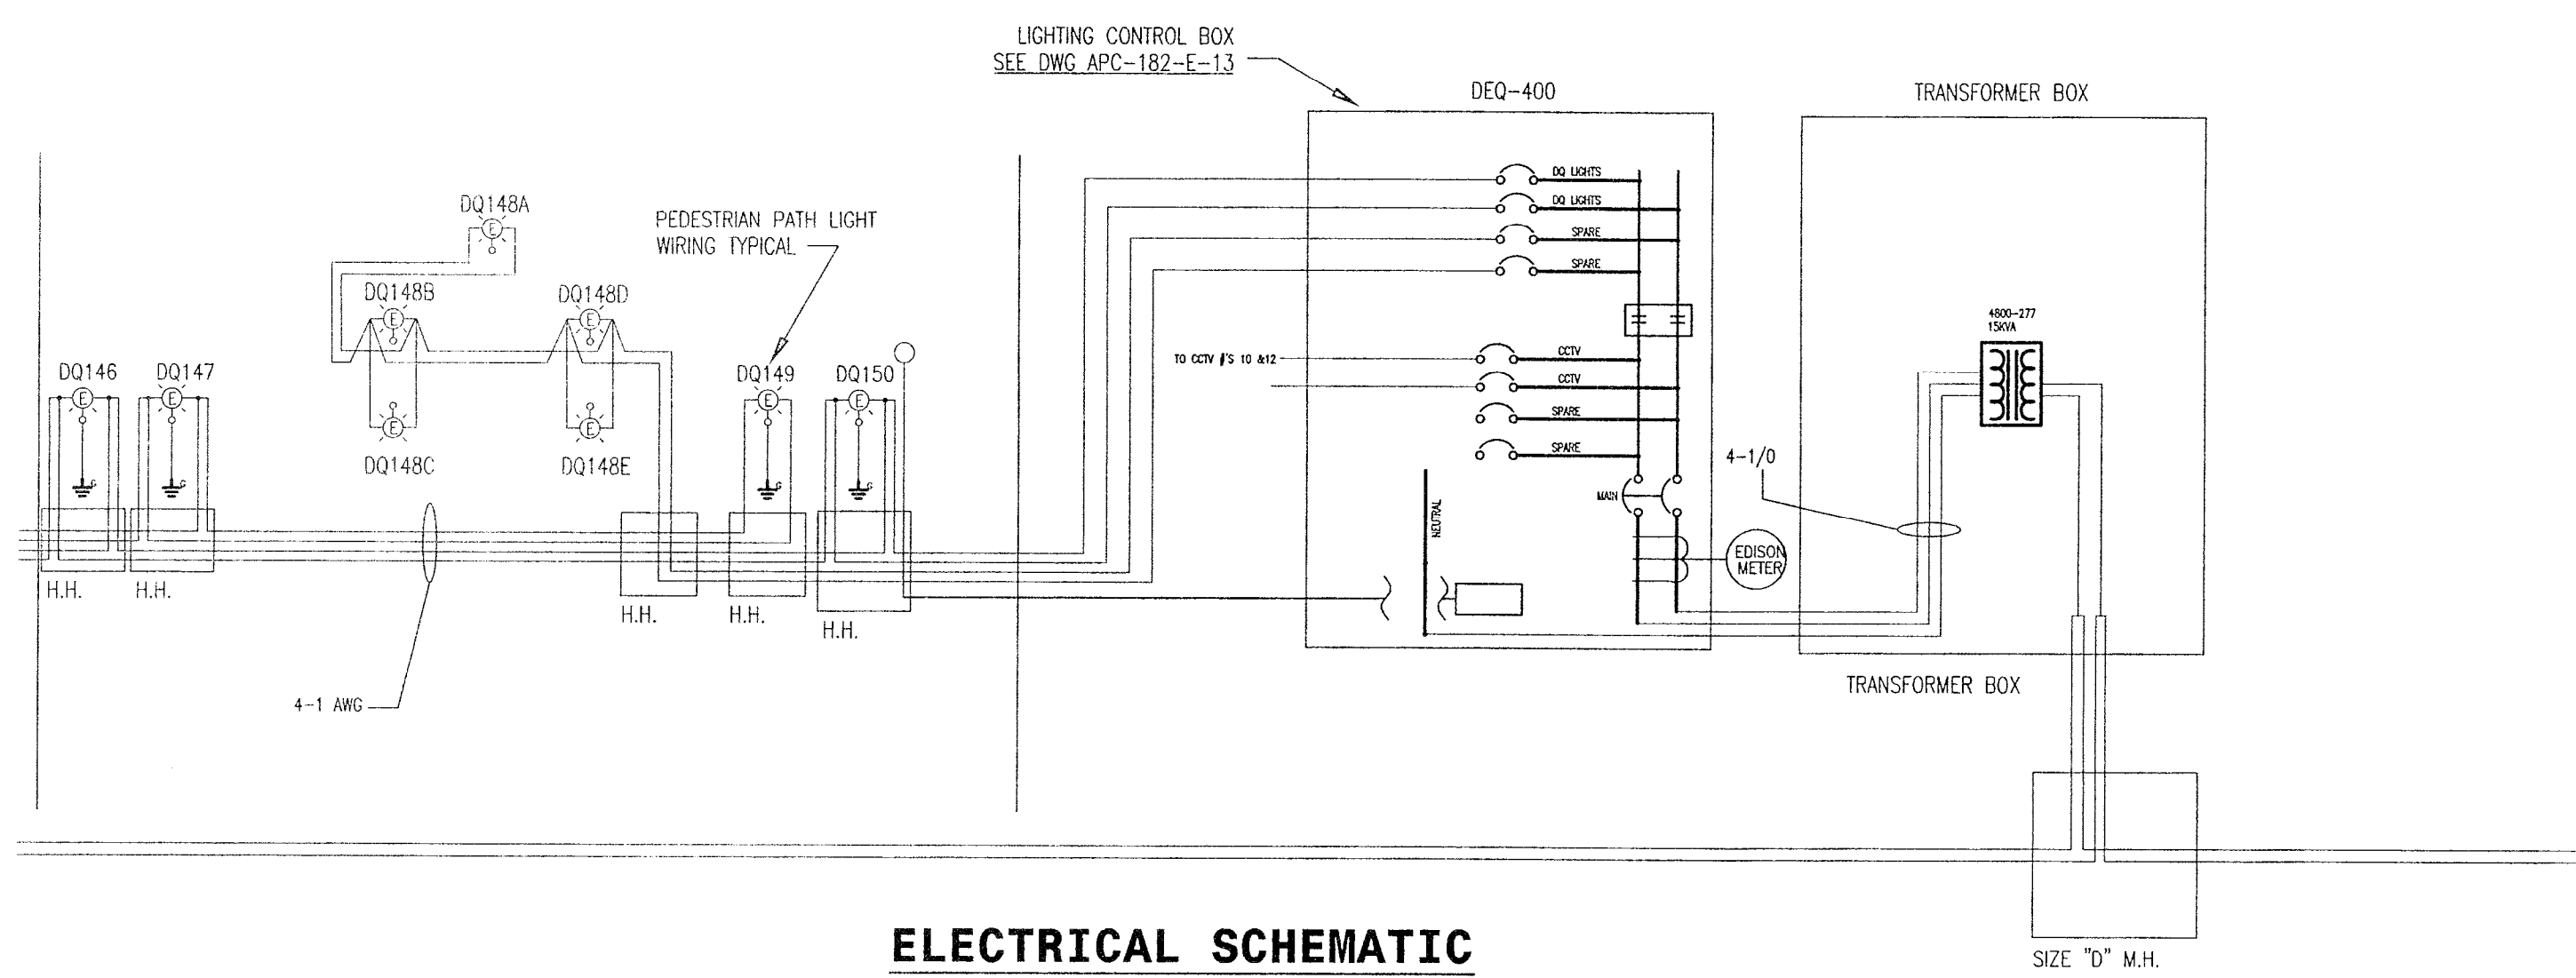 LIGHTING CONTROL BOX
SEE DWG APC-182-E-13
DEQ-400
TRANSFORMER BOX
DQ LIGHTS
DQ LIGHTS
SPARE
SPARE
DQ148A
PEDESTRIAN PATH LIGHT
WIRING TYPICAL
E
DQ148B
DQ148D
E
E
4800-277
15KVA
TO CCTV #'S 10 &12
CCTV
CCTV
SPARE
SPARE
DQ146
DQ147
DQ149
DQ150
E
E
E
E
E
E
DQ148C
DQ148E
G
G
G
G
4-1/0
MAIN
NEUTRAL
EDISON
METER
H.H.
H.H.
H.H.
H.H.
H.H.
4-1 AWG
TRANSFORMER BOX
ELECTRICAL SCHEMATIC
SIZE "D" M.H.